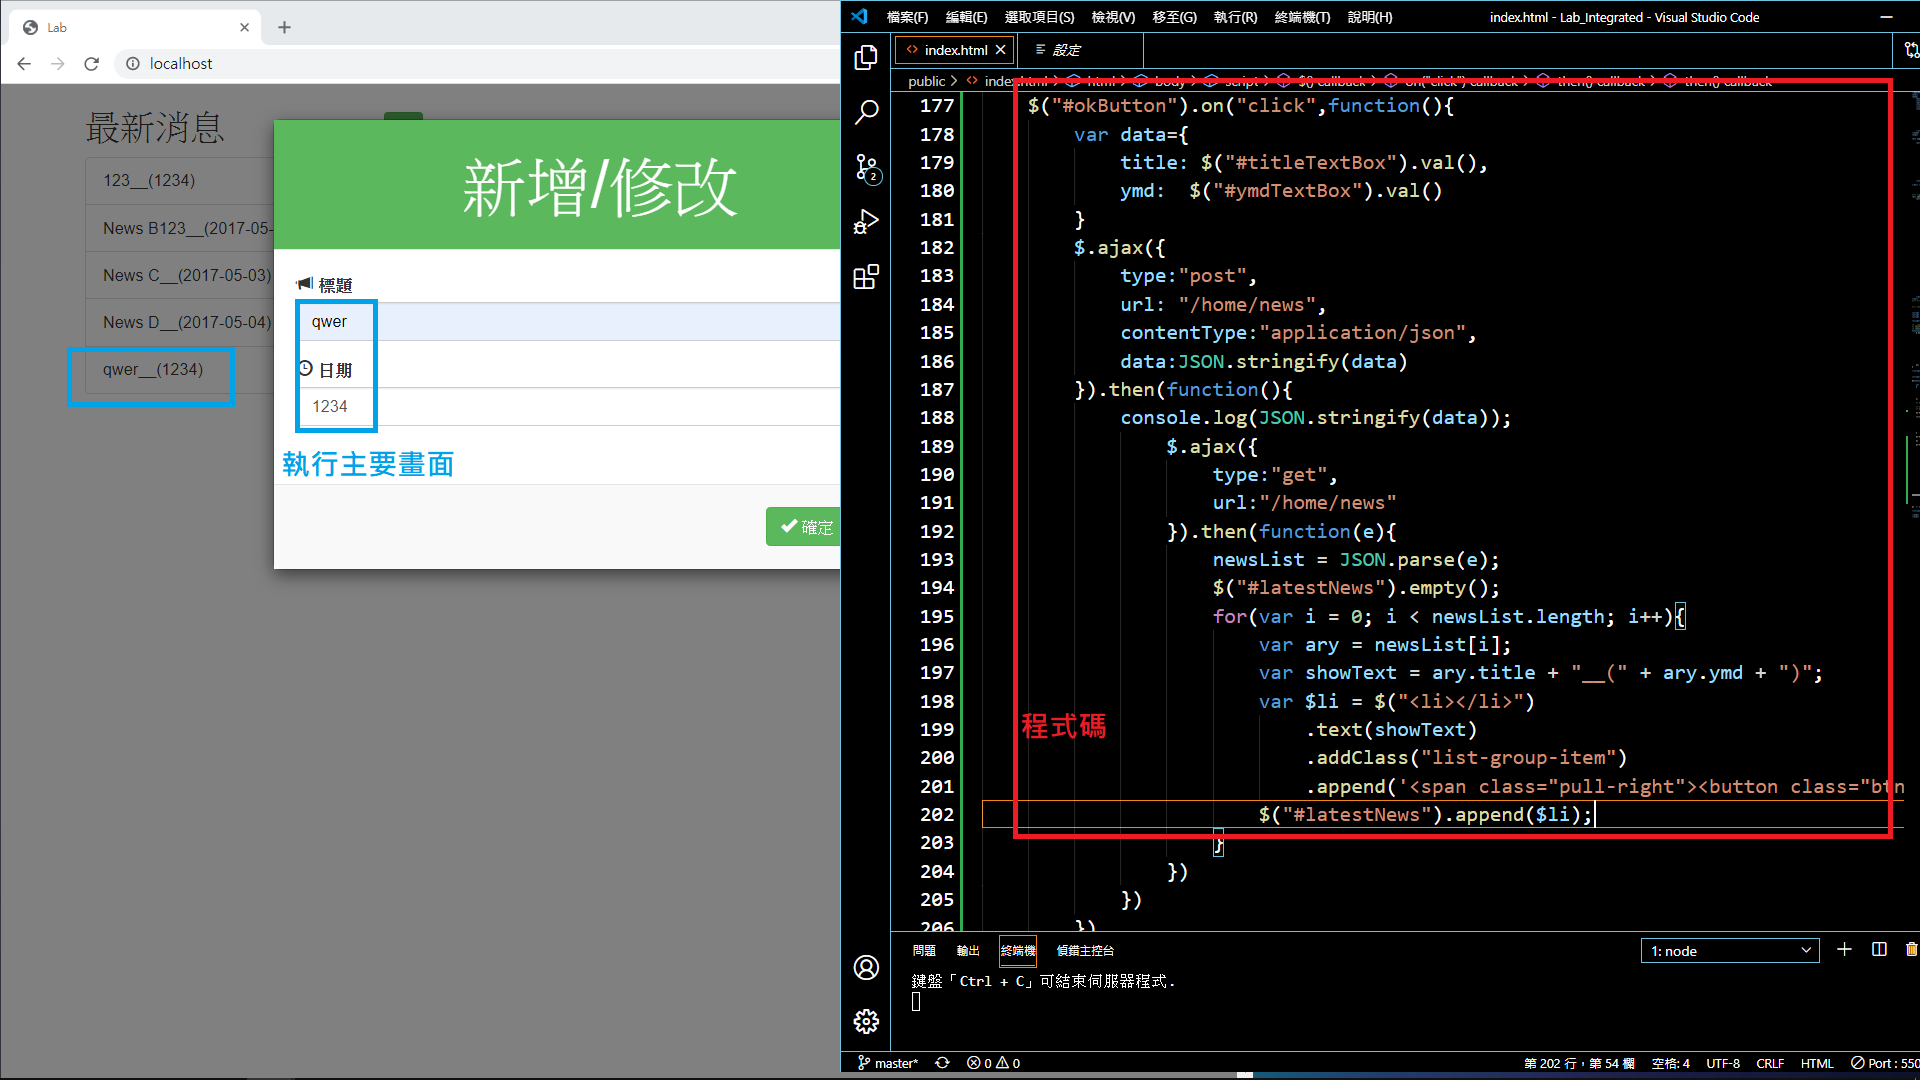 Lab
localhost
最新消息
123__(1234)
News B123__(2017-05-
News C__(2017-05-03)
News D__(2017-05-04)
qwer__(1234)
新增/修改
標題
qwer
日期
1234
執行主要畫面
確定
檔案(F) 編輯(E) 選取項目(S) 檢視(V) 移至(G) 執行(R) 終端機(T) 說明(H)
index.html - Lab_Integrated - Visual Studio Code
index.html
設定
public > index.html > html > body > script > $() callback > on("click") callback > then() callback > then() callback
2
177 $("#okButton").on("click",function(){
178 var data={
179 title: $("#titleTextBox").val(),
180 ymd: $("#ymdTextBox").val()
181 }
182 $.ajax({
183 type:"post",
184 url: "/home/news",
185 contentType:"application/json",
186 data:JSON.stringify(data)
187 }).then(function(){
188 console.log(JSON.stringify(data));
189 $.ajax({
190 type:"get",
191 url:"/home/news"
192 }).then(function(e){
193 newsList = JSON.parse(e);
194 $("#latestNews").empty();
195 for(var i = 0; i < newsList.length; i++){
196 var ary = newsList[i];
197 var showText = ary.title + "__(" + ary.ymd + ")";
198 var $li = $("<li></li>")
199 .text(showText)
200 .addClass("list-group-item")
201 .append('<span class="pull-right"><button class="btn
202 $("#latestNews").append($li);
203 }
204 })
205 })
206 })
程式碼
問題 輸出 終端機 偵錯主控台
1: node
鍵盤「Ctrl + C」可結束伺服器程式.
master* 0 0
第 202 行，第 54 欄 空格: 4 UTF-8 CRLF HTML Port : 550